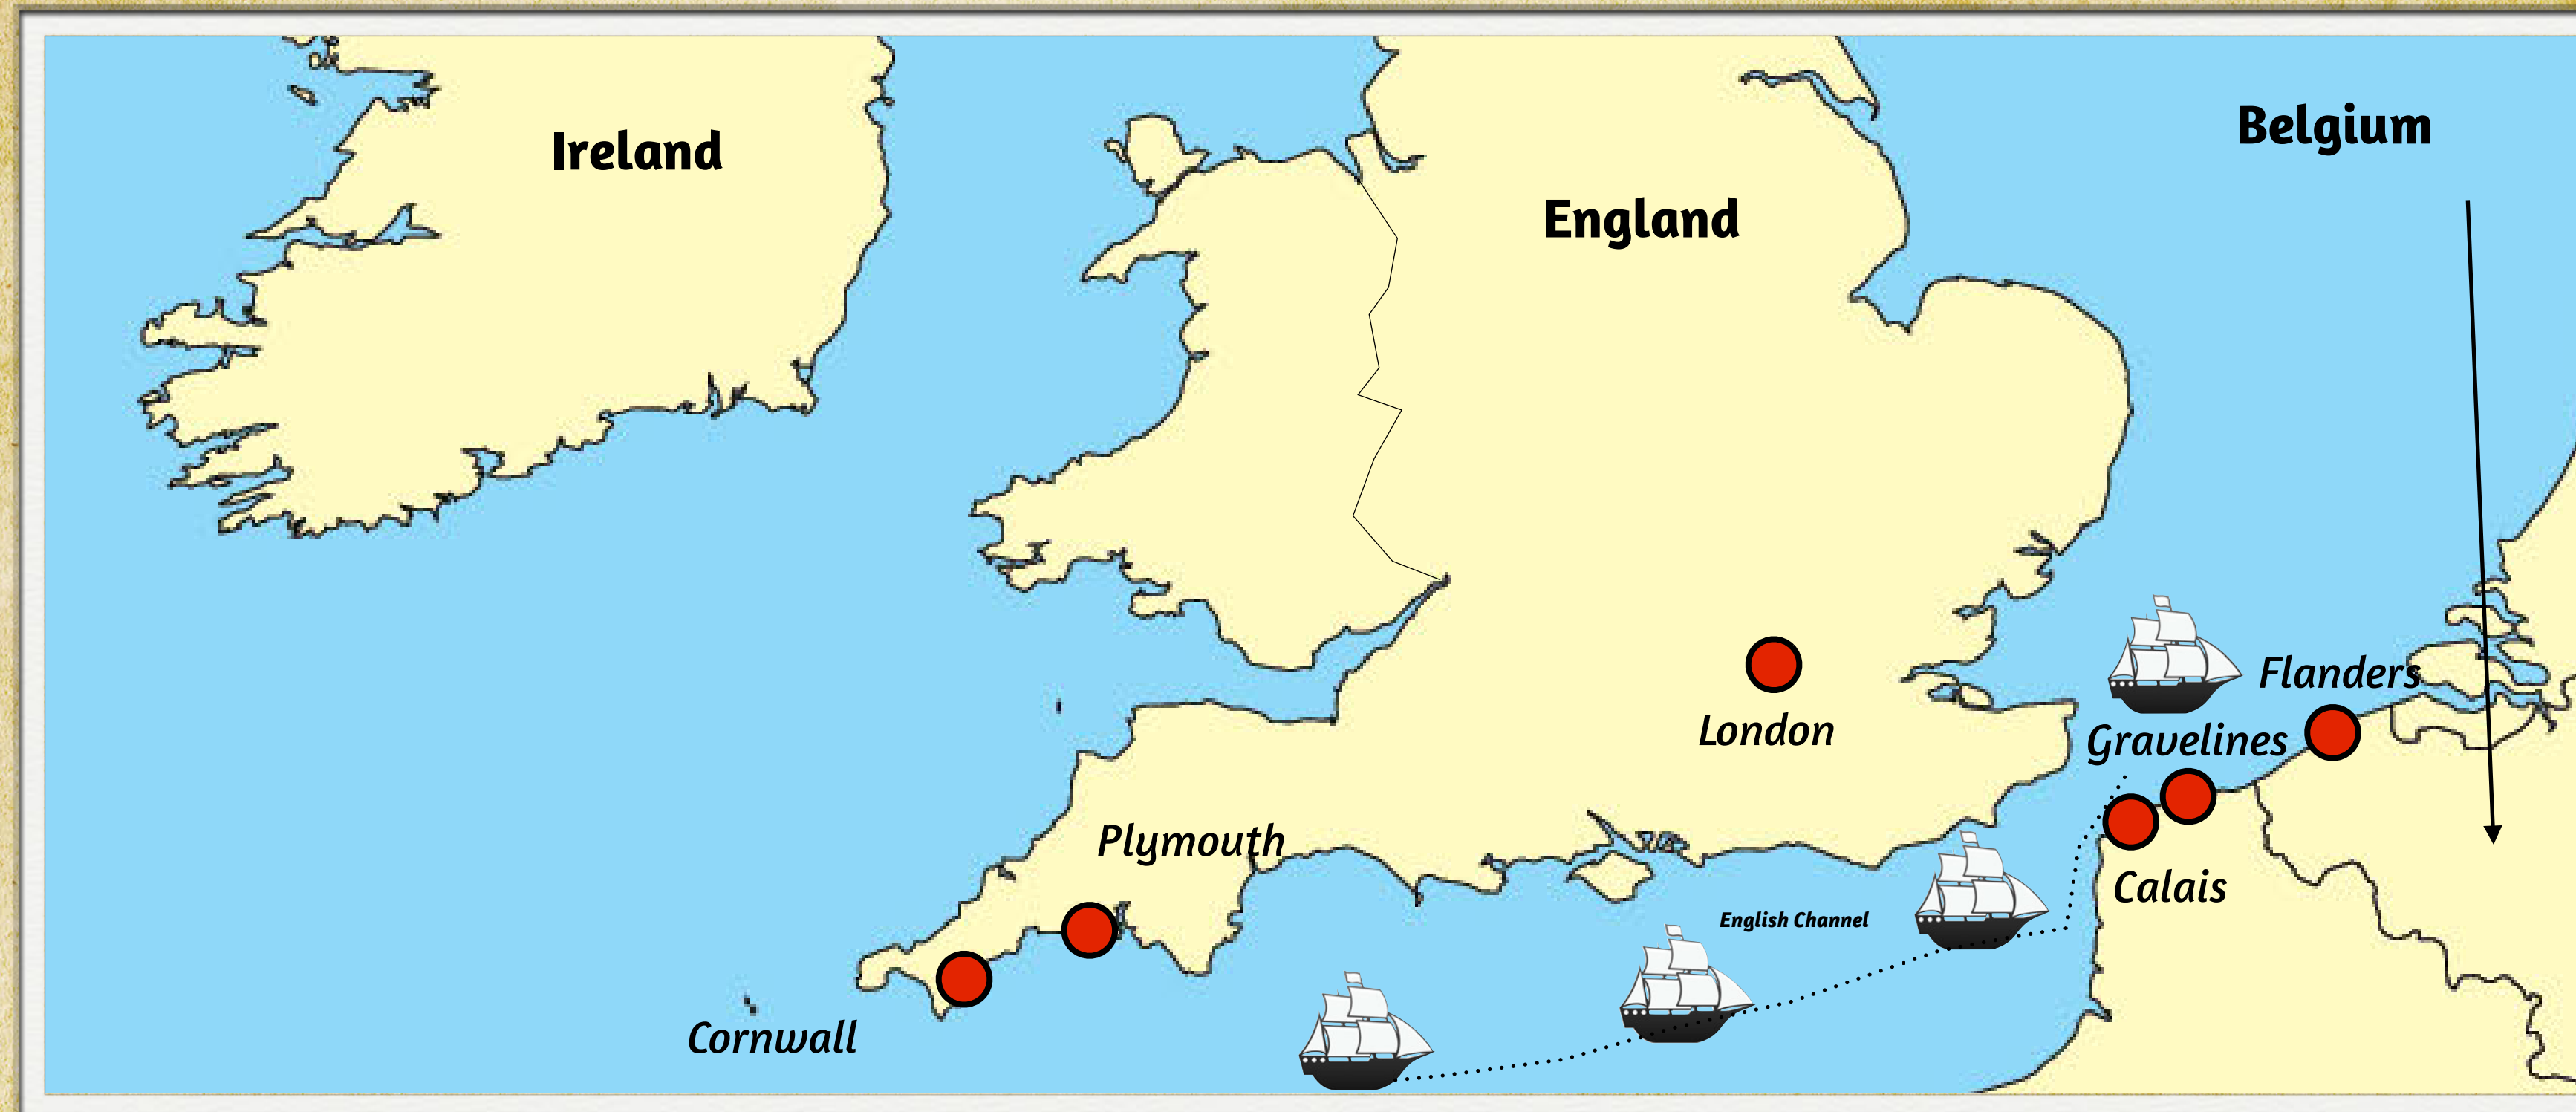 Belgium
Ireland
England
Flanders
London
Gravelines
Plymouth
Calais
English Channel
Cornwall